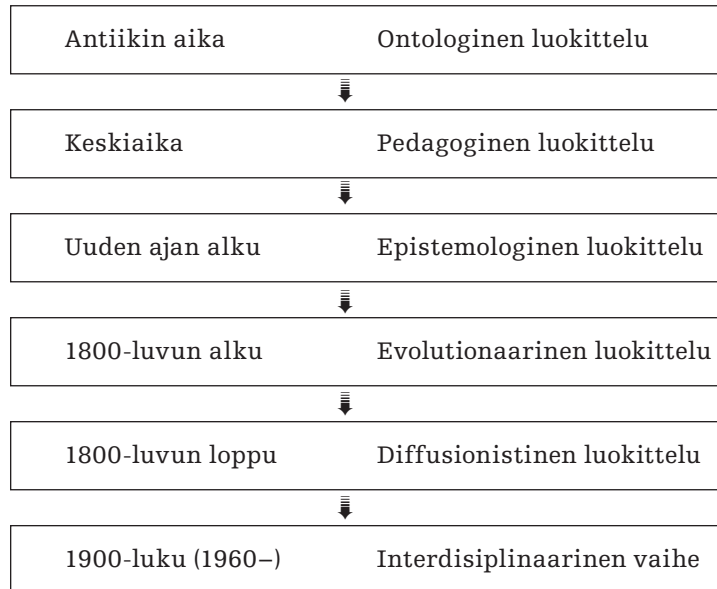 Antiikin aika Ontologinen luokittelu
Keskiaika Pedagoginen luokittelu
Uuden ajan alku Epistemologinen luokittelu
1800-luvun alku Evolutionaarinen luokittelu
1800-luvun loppu Diffusionistinen luokittelu
1900-luku (1960–) Interdisiplinaarinen vaihe